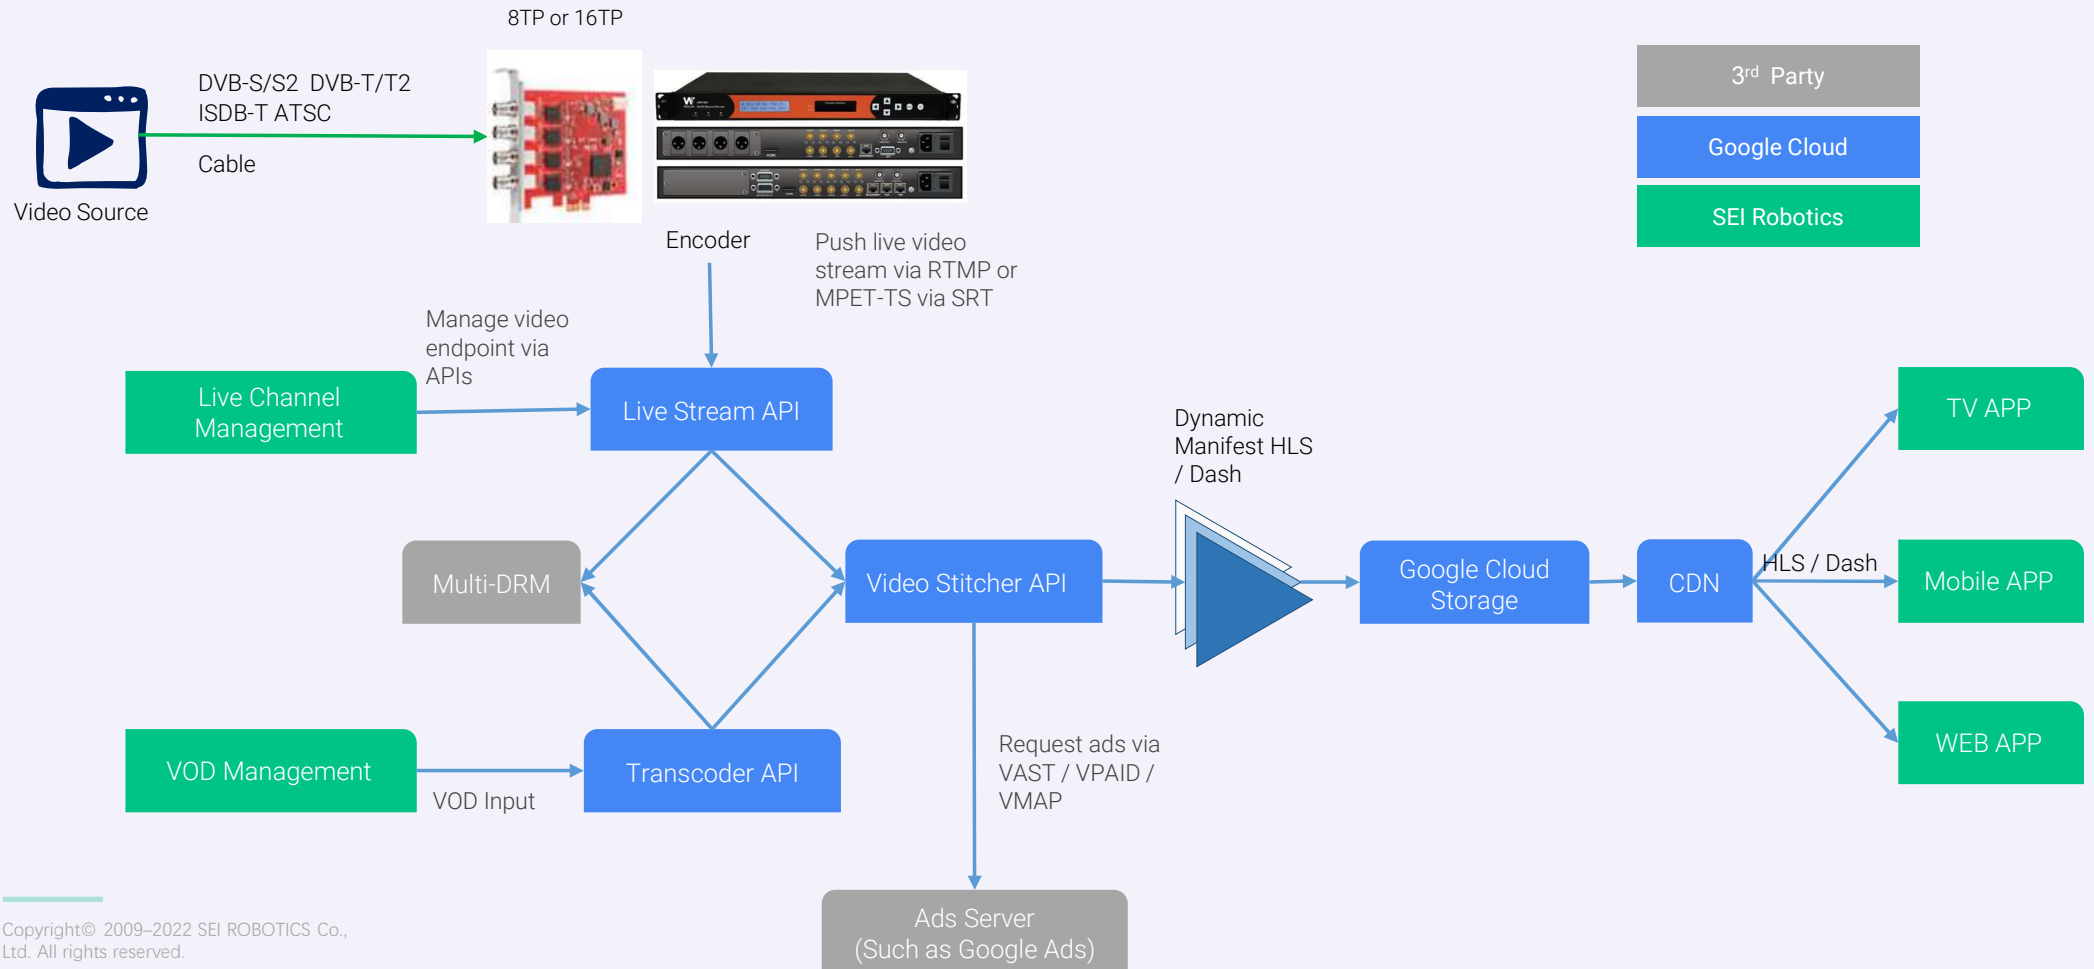 8TP or 16TP
DVB-S/S2 DVB-T/T2
ISDB-T ATSC
Cable
Video Source
3rd Party
Google Cloud
SEI Robotics
Encoder
Push live video
stream via RTMP or
MPET-TS via SRT
Manage video
endpoint via
APIs
Live Channel
Management
Live Stream API
Dynamic
Manifest HLS
/ Dash
TV APP
Multi-DRM
Video Stitcher API
Google Cloud
Storage
CDN
HLS / Dash
Mobile APP
VOD Management
VOD Input
Transcoder API
Request ads via
VAST / VPAID /
VMAP
WEB APP
Ads Server
(Such as Google Ads)
Copyright© 2009–2022 SEI ROBOTICS Co.,
Ltd. All rights reserved.